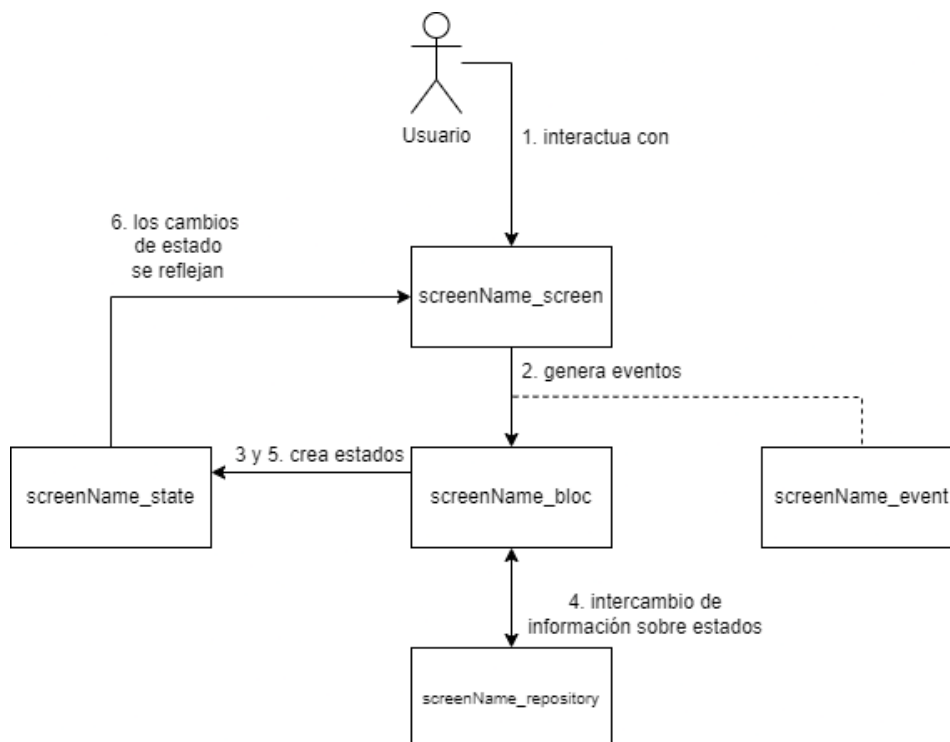 Usuario
1. interactua con
6. los cambios
de estado
se reflejan
screenName_screen
2. genera eventos
3 y 5. crea estados
screenName_state
screenName_bloc
screenName_event
4. intercambio de
información sobre estados
screenName_repository